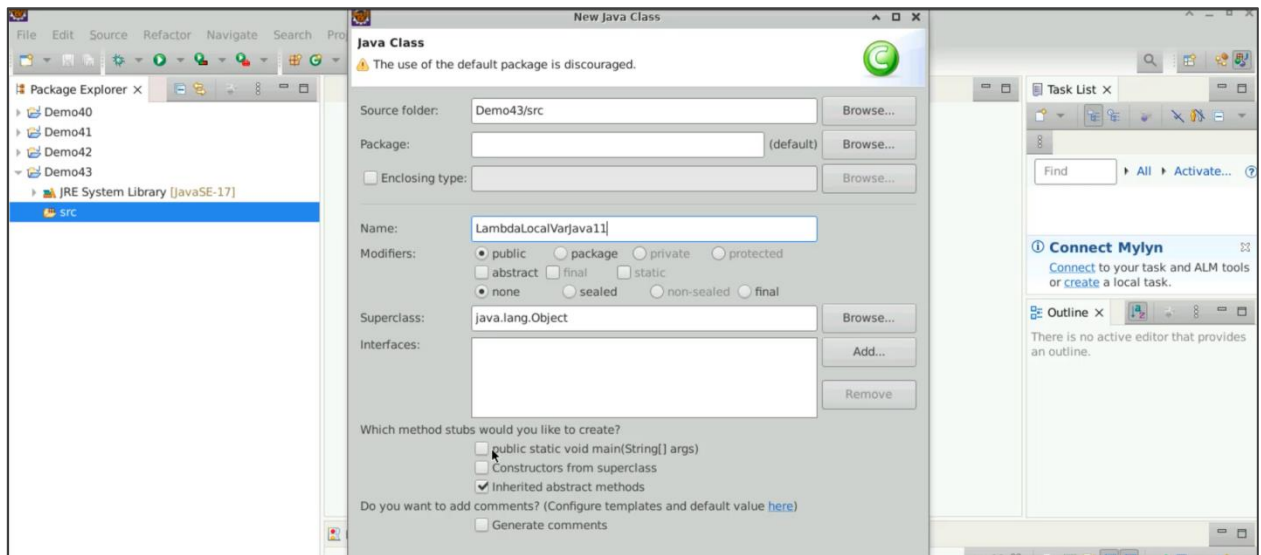 New Java Class
File Edit Source Refactor Navigate Search
Java Class
The use of the default package is discouraged.
Package Explorer
Demo40
Demo41
Demo42
Demo43
JRE System Library [JavaSE-17]
src
Source folder: Demo43/src Browse...
Package: (default) Browse...
Enclosing type: Browse...
Name: LambdaLocalVarJava11
Modifiers: public package private protected
abstract final static
none sealed non-sealed final
Superclass: java.lang.Object Browse...
Interfaces: Add...
Remove
Which method stubs would you like to create?
public static void main(String[] args)
Constructors from superclass
Inherited abstract methods
Do you want to add comments? (Configure templates and default value here)
Generate comments
Task List
Find All Activate...
Connect Mylyn
Connect to your task and ALM tools
or create a local task.
Outline
There is no active editor that provides
an outline.